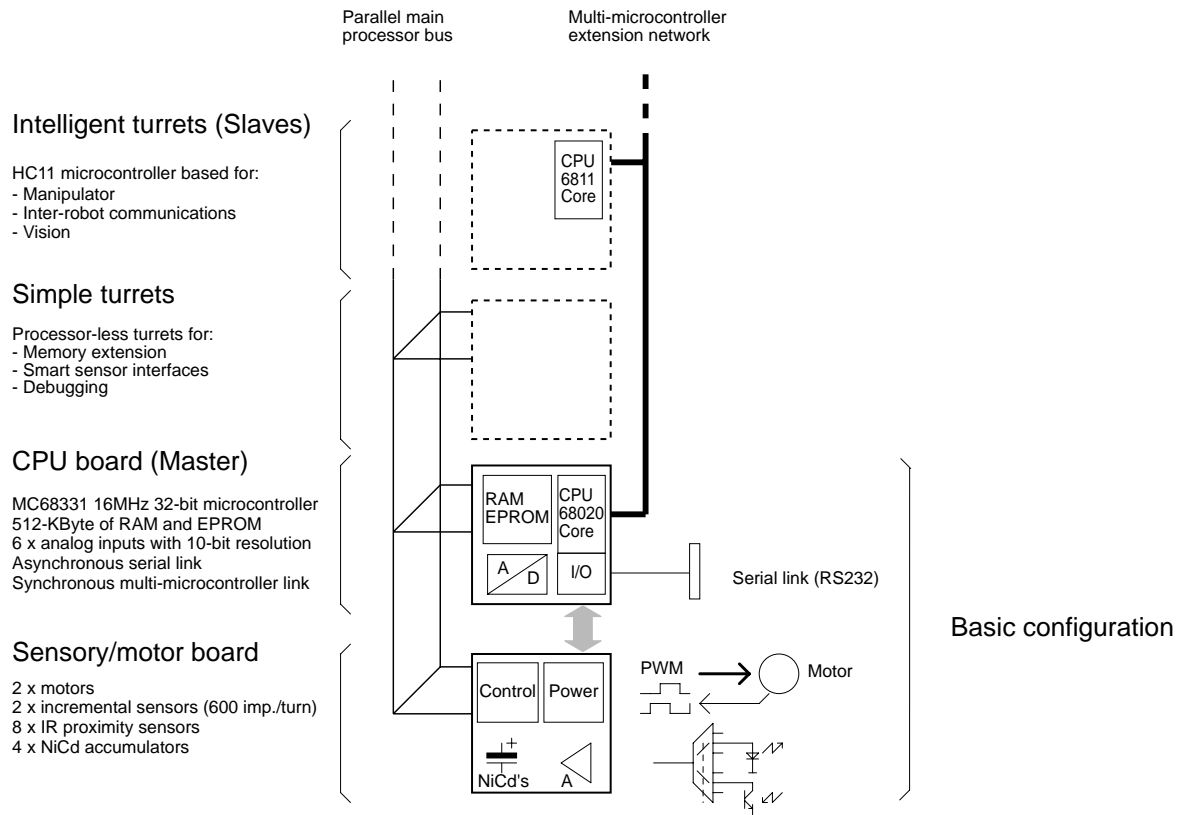 Parallel main
processor bus
Multi-microcontroller
extension network
Intelligent turrets (Slaves)
HC11 microcontroller based for:
- Manipulator
- Inter-robot communications
- Vision
CPU
6811
Core
Simple turrets
Processor-less turrets for:
- Memory extension
- Smart sensor interfaces
- Debugging
CPU board (Master)
MC68331 16MHz 32-bit microcontroller
512-KByte of RAM and EPROM
6 x analog inputs with 10-bit resolution
Asynchronous serial link
Synchronous multi-microcontroller link
RAM
EPROM
CPU
68020
Core
A
D
I/O
Serial link (RS232)
Basic configuration
Sensory/motor board
2 x motors
2 x incremental sensors (600 imp./turn)
8 x IR proximity sensors
4 x NiCd accumulators
Control
Power
+
NiCd's
A
PWM
Motor